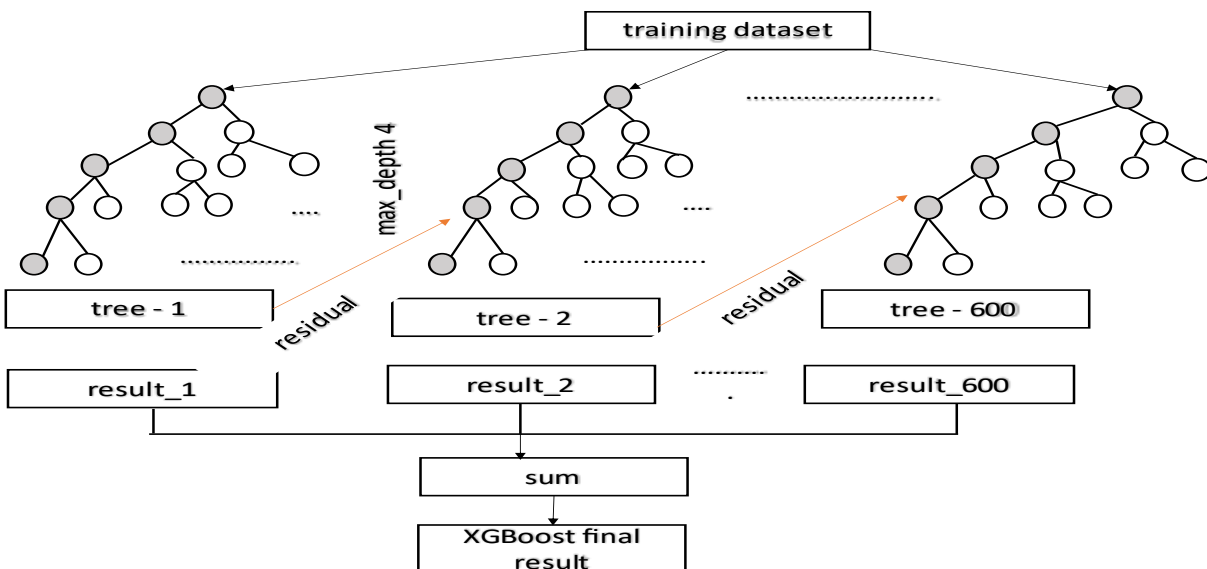 training dataset
max_depth 4
residual
residual
tree - 1
tree - 2
tree - 600
result_1
result_2
result_600
sum
XGBoost final
result